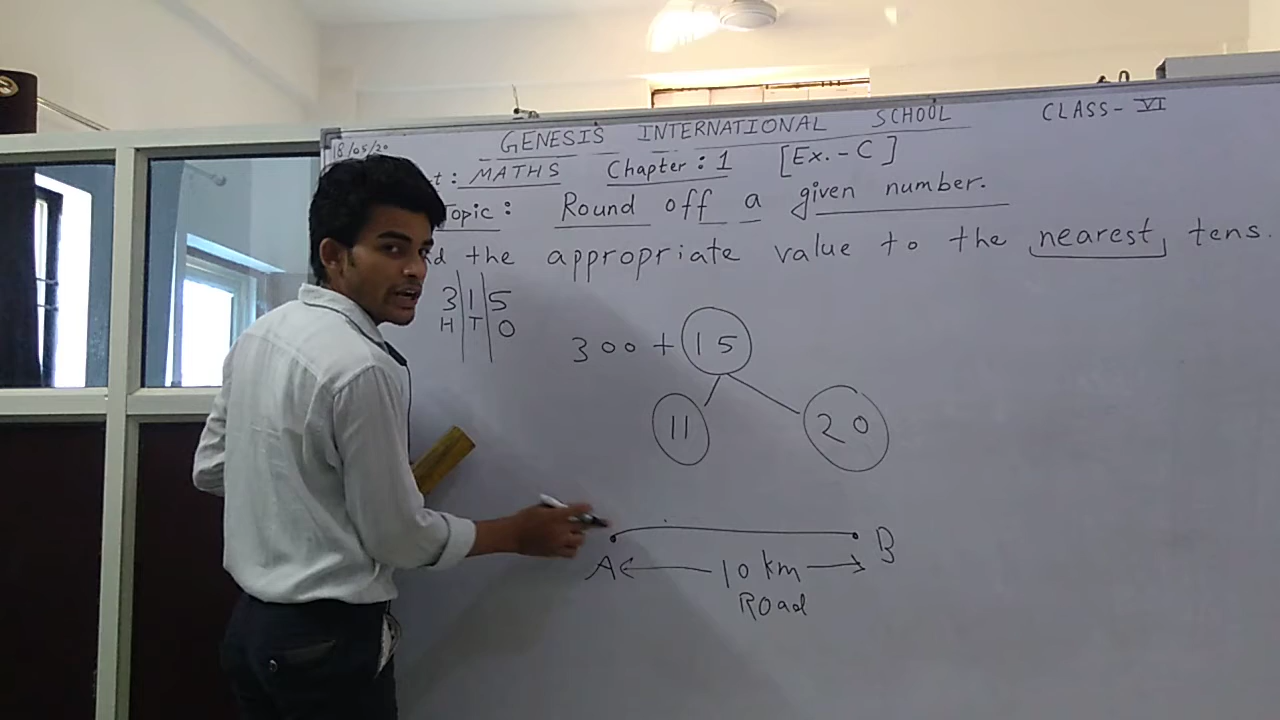 18/05/20
GENESIS INTERNATIONAL SCHOOL
CLASS-VI
MATHS Chapter: 1 [Ex.-C]
Topic: Round off a given number.
the appropriate value to the nearest tens.
3 1 5
H T O
300 + 15
11 20
A B
10 km
Road